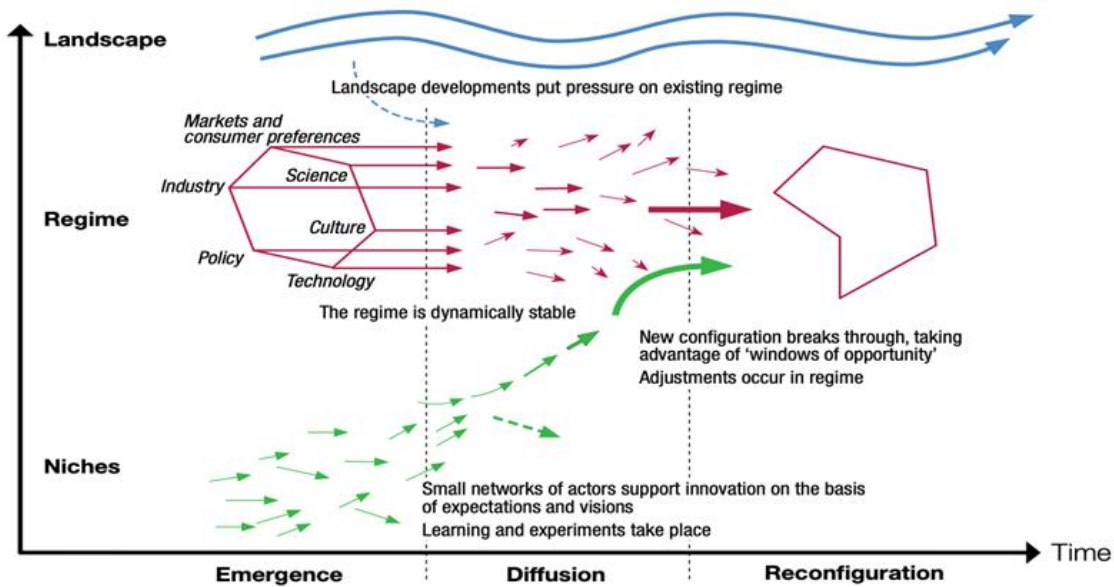 Landscape
Landscape developments put pressure on existing regime
Markets and
consumer preferences
Science
Industry
Regime
Culture
Policy
Technology
The regime is dynamically stable
New configuration breaks through, taking
advantage of ‘windows of opportunity’
Adjustments occur in regime
Niches
Small networks of actors support innovation on the basis
of expectations and visions
Learning and experiments take place
Time
Emergence
Diffusion
Reconfiguration